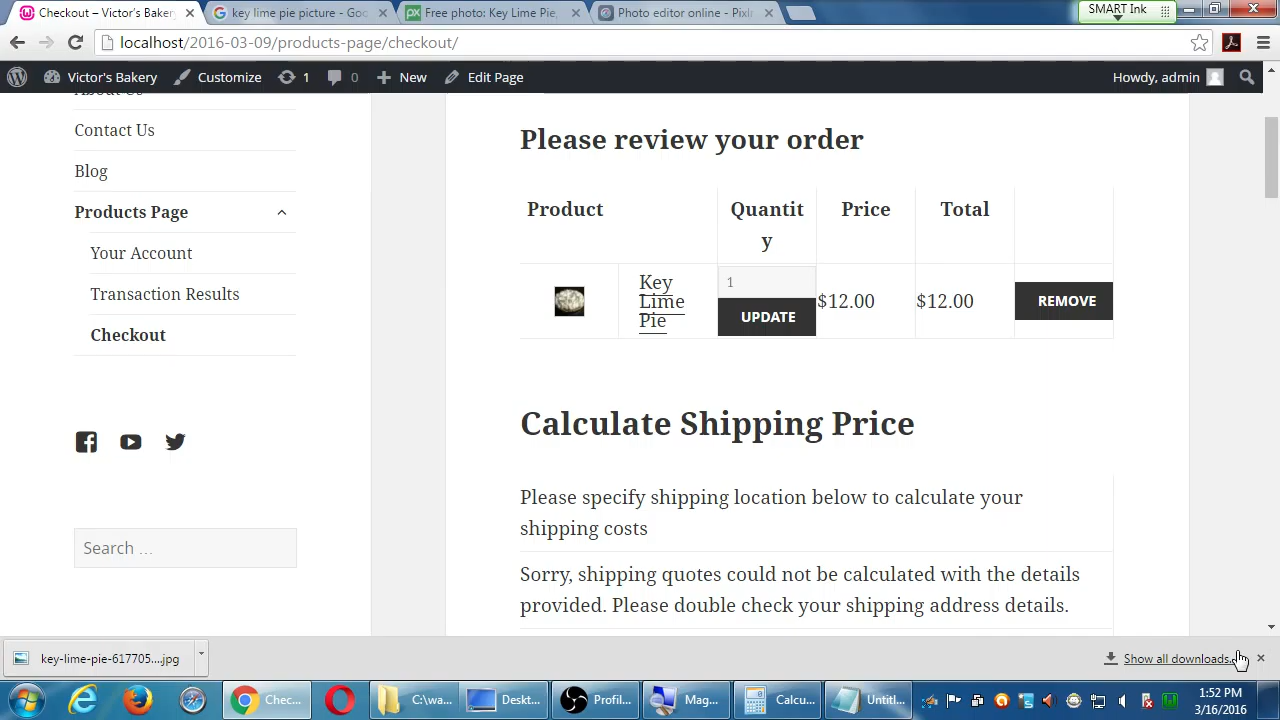 Checkout – Victor's Bakery
key lime pie picture - Goo
Free photo: Key Lime Pie,
Photo editor online - Pixlr
SMART Ink
localhost/2016-03-09/products-page/checkout/
Victor's Bakery
Customize
1
0
New
Edit Page
Howdy, admin
About Us
Contact Us
Blog
Products Page
Your Account
Transaction Results
Checkout
Search …
Please review your order
Product
Quantit
y
Price
Total
Key
Lime
Pie
1
UPDATE
$12.00
$12.00
REMOVE
Calculate Shipping Price
Please specify shipping location below to calculate your
shipping costs
Sorry, shipping quotes could not be calculated with the details
provided. Please double check your shipping address details.
key-lime-pie-617705....jpg
Show all downloads...
Chec...
C:\wa...
Deskt...
Profil...
Mag...
Calcu...
Untitl...
1:52 PM
3/16/2016